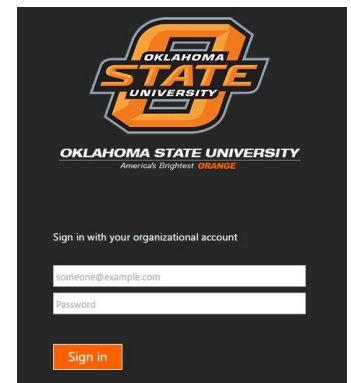 OKLAHOMA
STATE
UNIVERSITY
OKLAHOMA STATE UNIVERSITY
America's Brightest ORANGE
Sign in with your organizational account
someone@example.com
Password
Sign in